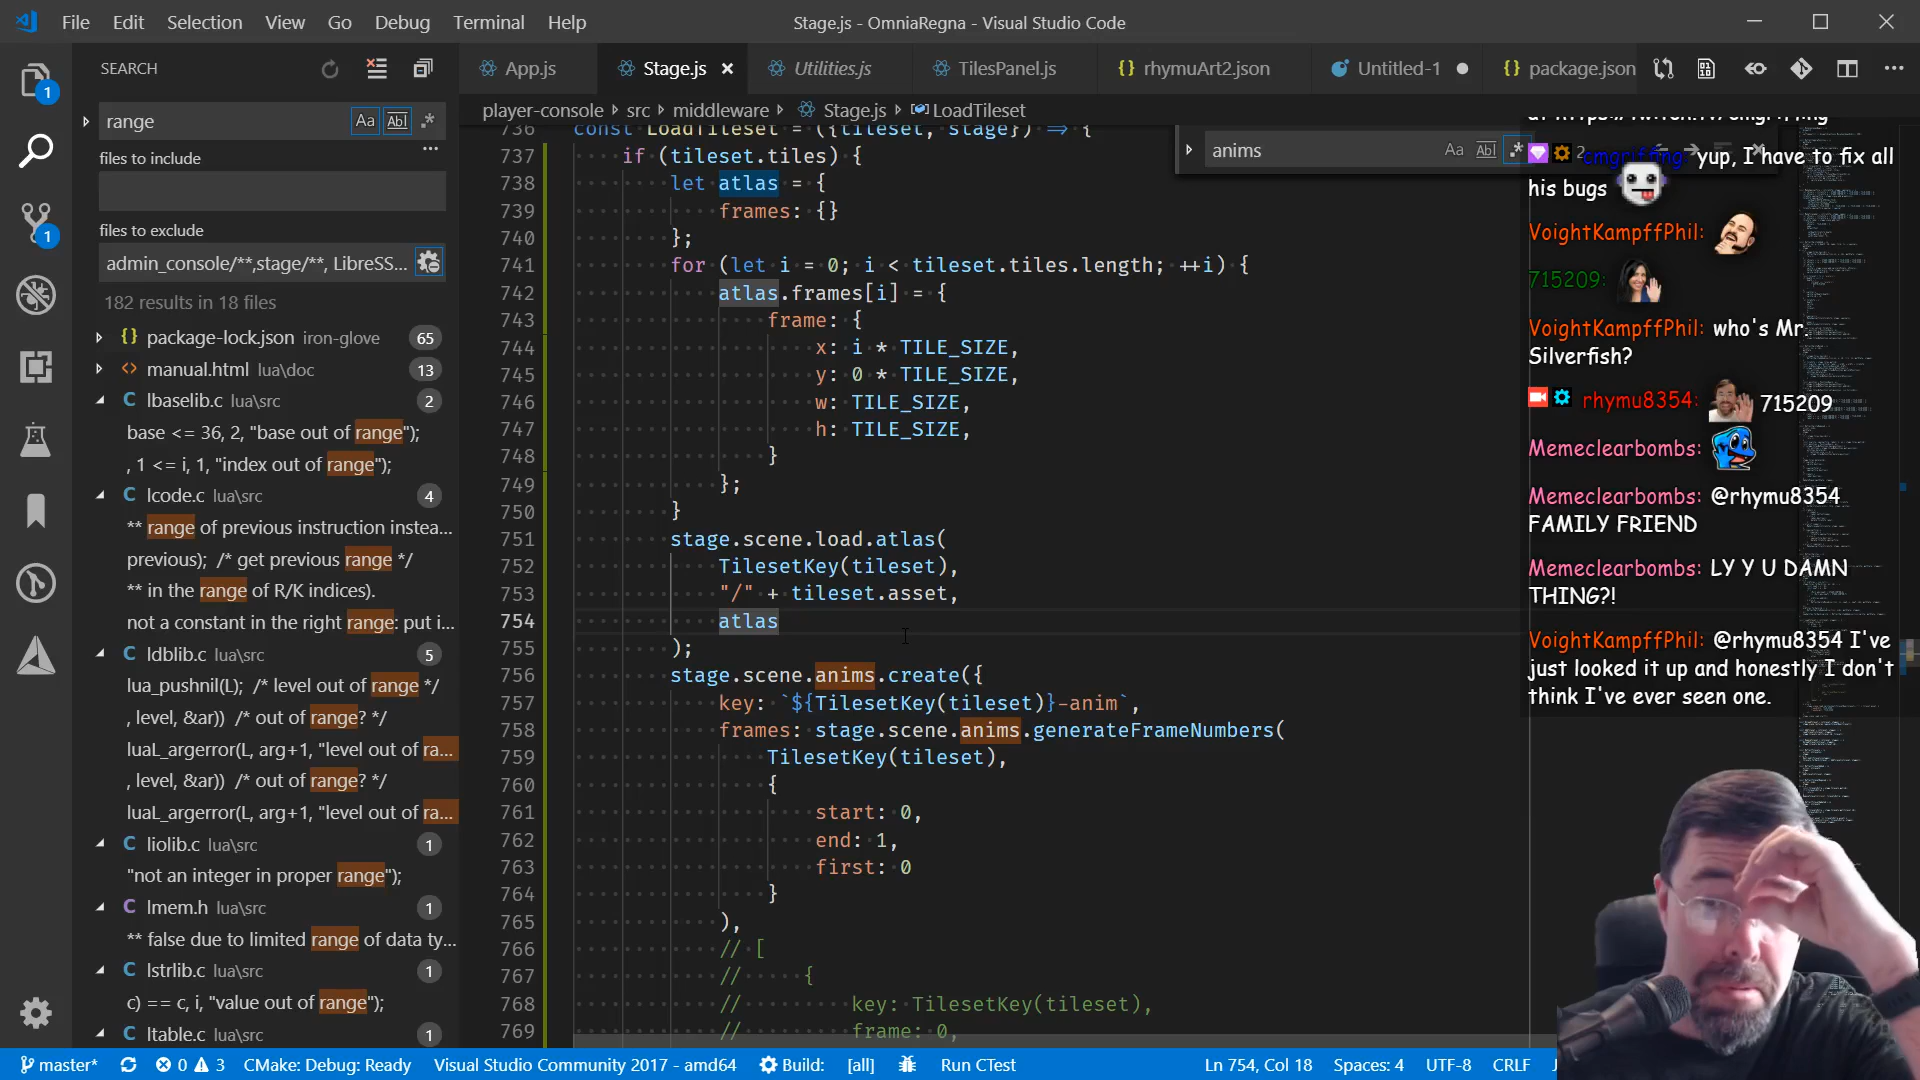 File Edit Selection View Go Debug Terminal Help
Stage.js - OmniaRegna - Visual Studio Code
SEARCH
App.js
Stage.js
Utilities.js
TilesPanel.js
rhymuArt2.json
Untitled-1
package.json
player-console > src > middleware > Stage.js > LoadTileset
1
1
range
Aa Abl .*
files to include
files to exclude
admin_console/**,stage/**, LibreSS...
182 results in 18 files
package-lock.json iron-glove 65
manual.html lua\doc 13
lbaselib.c lua\src 2
base <= 36, 2, "base out of range");
, 1 <= i, 1, "index out of range");
lcode.c lua\src 4
** range of previous instruction instea...
previous); /* get previous range */
** in the range of R/K indices).
not a constant in the right range: put i...
ldblib.c lua\src 5
lua_pushnil(L); /* level out of range */
, level, &ar)) /* out of range? */
luaL_argerror(L, arg+1, "level out of ra...
, level, &ar)) /* out of range? */
luaL_argerror(L, arg+1, "level out of ra...
liolib.c lua\src 1
"not an integer in proper range");
lmem.h lua\src 1
** false due to limited range of data ty...
lstrlib.c lua\src 1
c) == c, i, "value out of range");
ltable.c lua\src 1
anims
Aa Abl .* 2
736 const LoadTileset = ({tileset, stage}) => {
737 if (tileset.tiles) {
738 let atlas = {
739 frames: {}
740 };
741 for (let i = 0; i < tileset.tiles.length; ++i) {
742 atlas.frames[i] = {
743 frame: {
744 x: i * TILE_SIZE,
745 y: 0 * TILE_SIZE,
746 w: TILE_SIZE,
747 h: TILE_SIZE,
748 }
749 };
750 }
751 stage.scene.load.atlas(
752 TilesetKey(tileset),
753 "/" + tileset.asset,
754 atlas
755 );
756 stage.scene.anims.create({
757 key: `${TilesetKey(tileset)}-anim`,
758 frames: stage.scene.anims.generateFrameNumbers(
759 TilesetKey(tileset),
760 {
761 start: 0,
762 end: 1,
763 first: 0
764 }
765 ),
766 // [
767 // {
768 // key: TilesetKey(tileset),
769 // frame: 0,
cmgriffing: yup, I have to fix all
his bugs
VoightKampffPhil:
715209:
VoightKampffPhil: who's Mr.
Silverfish?
rhymu8354: 715209
Memeclearbombs:
Memeclearbombs: @rhymu8354
FAMILY FRIEND
Memeclearbombs: LY Y U DAMN
THING?!
VoightKampffPhil: @rhymu8354 I've
just looked it up and honestly I don't
think I've ever seen one.
master* 0 3 CMake: Debug: Ready Visual Studio Community 2017 - amd64 Build: [all] Run CTest Ln 754, Col 18 Spaces: 4 UTF-8 CRLF